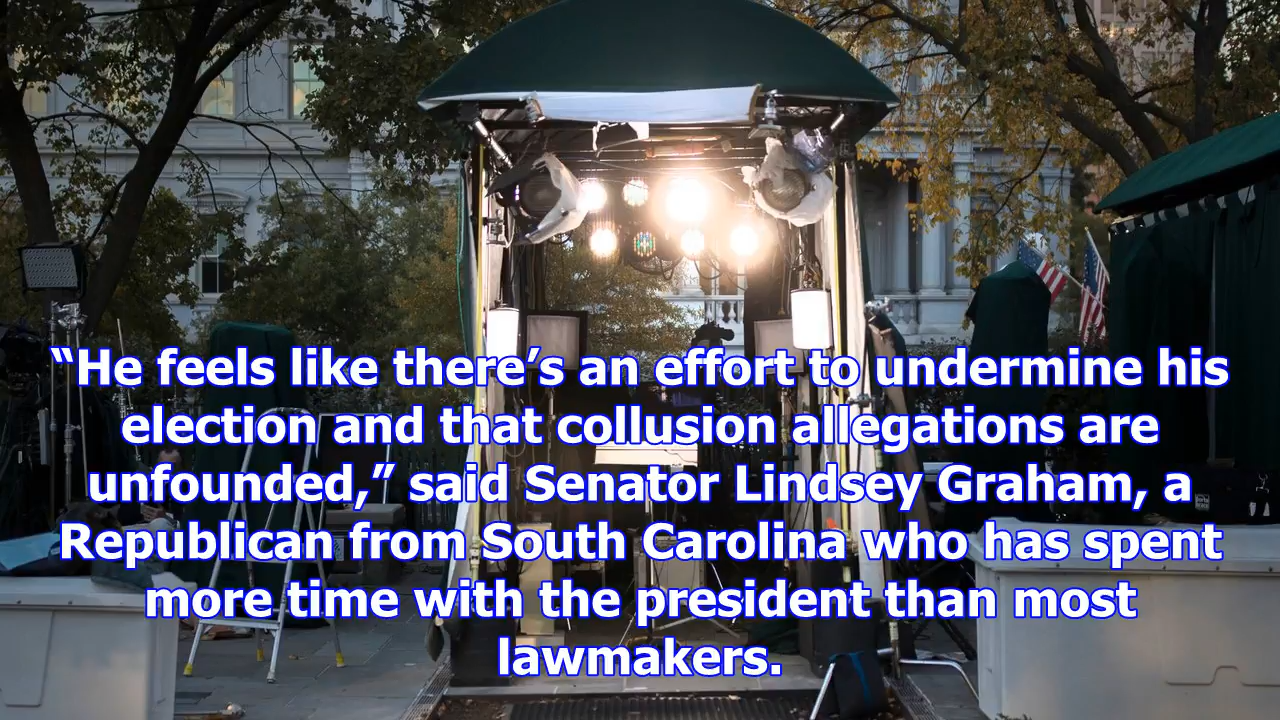 “He feels like there’s an effort to undermine his
election and that collusion allegations are
unfounded,” said Senator Lindsey Graham, a
Republican from South Carolina who has spent
more time with the president than most
lawmakers.